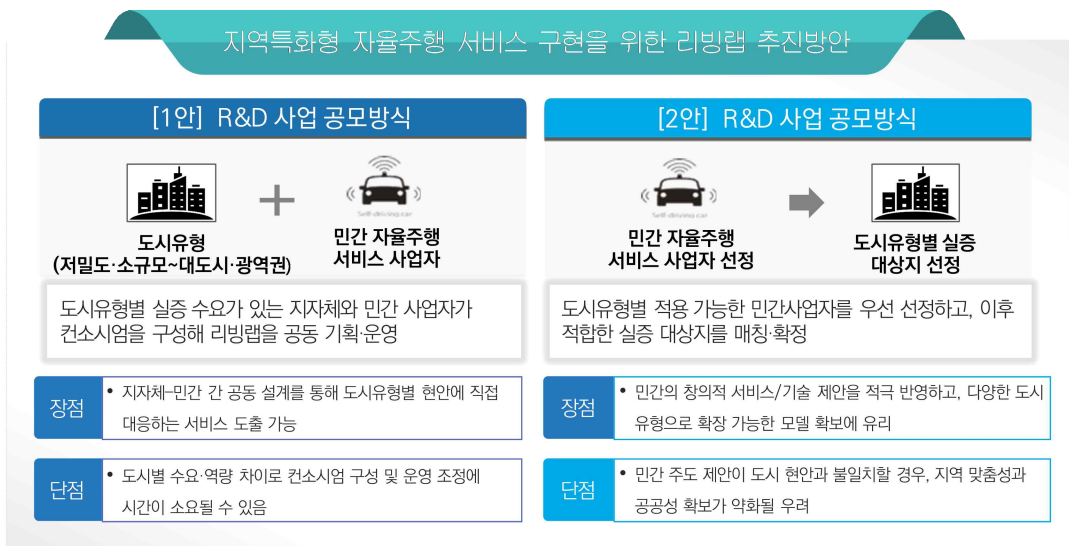 지역특화형 자율주행 서비스 구현을 위한 리빙랩 추진방안
[1안] R&D 사업 공모방식
Self-driving car
도시유형
(저밀도·소규모~대도시·광역권)
민간 자율주행
서비스 사업자
도시유형별 실증 수요가 있는 지자체와 민간 사업자가
컨소시엄을 구성해 리빙랩을 공동 기획·운영
장점
• 지자체-민간 간 공동 설계를 통해 도시유형별 현안에 직접
대응하는 서비스 도출 가능
단점
• 도시별 수요·역량 차이로 컨소시엄 구성 및 운영 조정에
시간이 소요될 수 있음
[2안] R&D 사업 공모방식
Self-driving car
민간 자율주행
서비스 사업자 선정
도시유형별 실증
대상지 선정
도시유형별 적용 가능한 민간사업자를 우선 선정하고, 이후
적합한 실증 대상지를 매칭·확정
장점
• 민간의 창의적 서비스/기술 제안을 적극 반영하고, 다양한 도시
유형으로 확장 가능한 모델 확보에 유리
단점
• 민간 주도 제안이 도시 현안과 불일치할 경우, 지역 맞춤성과
공공성 확보가 약화될 우려